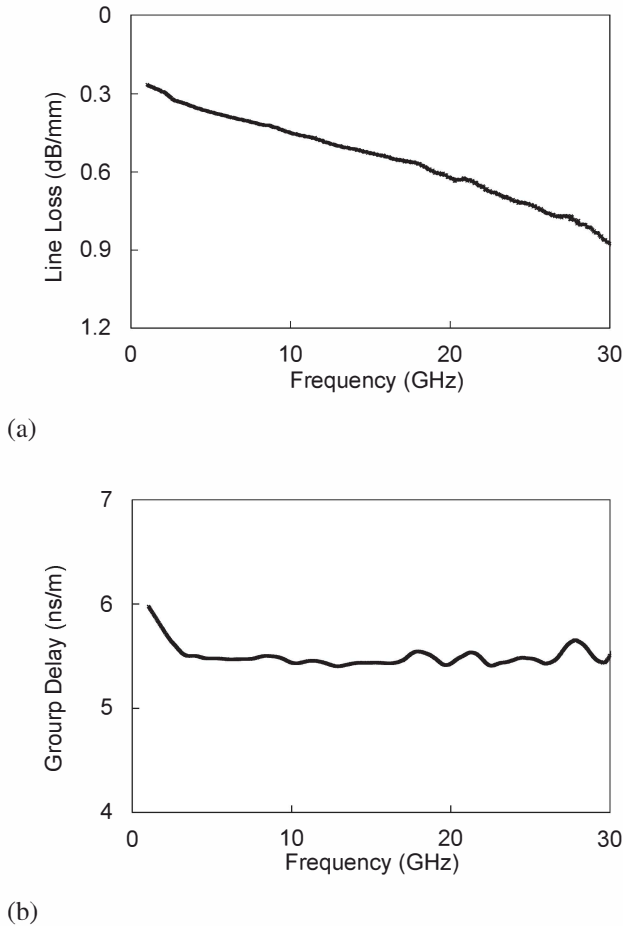 0
0.3
0.6
0.9
1.2
Line Loss (dB/mm)
0 10 20 30
Frequency (GHz)
(a)
7
6
5
4
Grourp Delay (ns/m)
0 10 20 30
Frequency (GHz)
(b)